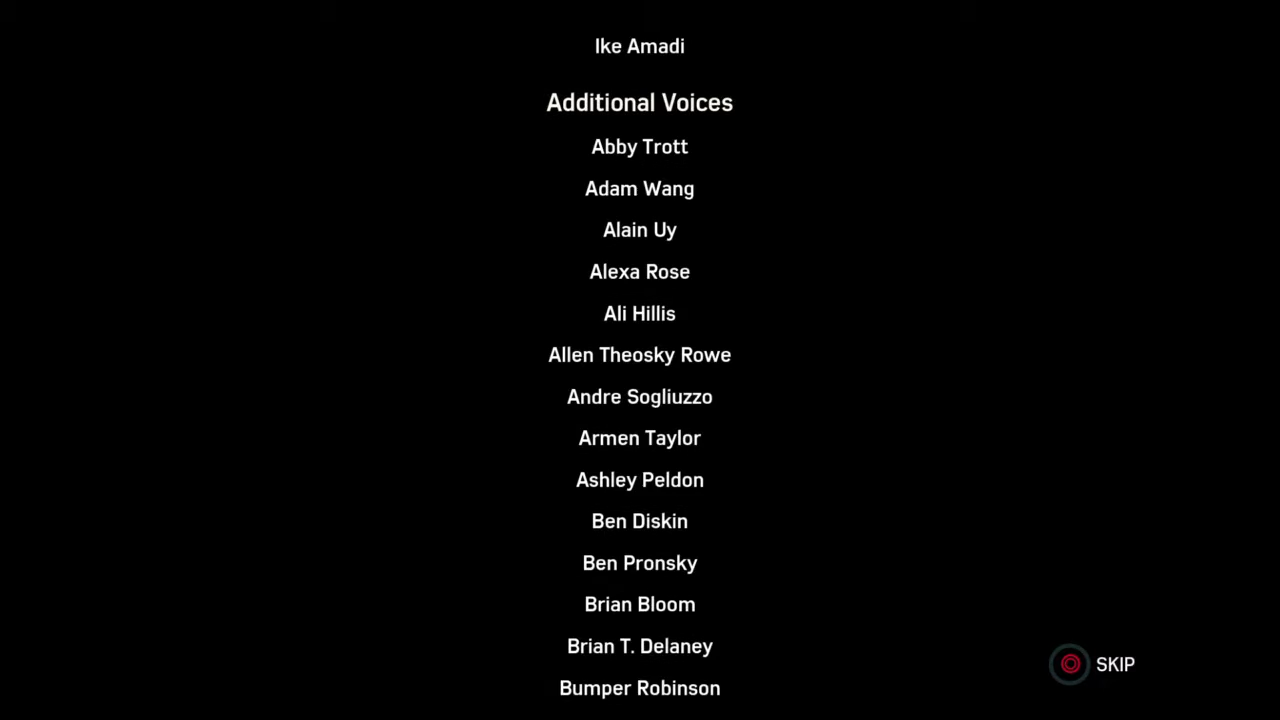 Ike Amadi
Additional Voices
Abby Trott
Adam Wang
Alain Uy
Alexa Rose
Ali Hillis
Allen Theosky Rowe
Andre Sogliuzzo
Armen Taylor
Ashley Peldon
Ben Diskin
Ben Pronsky
Brian Bloom
Brian T. Delaney
SKIP
Bumper Robinson